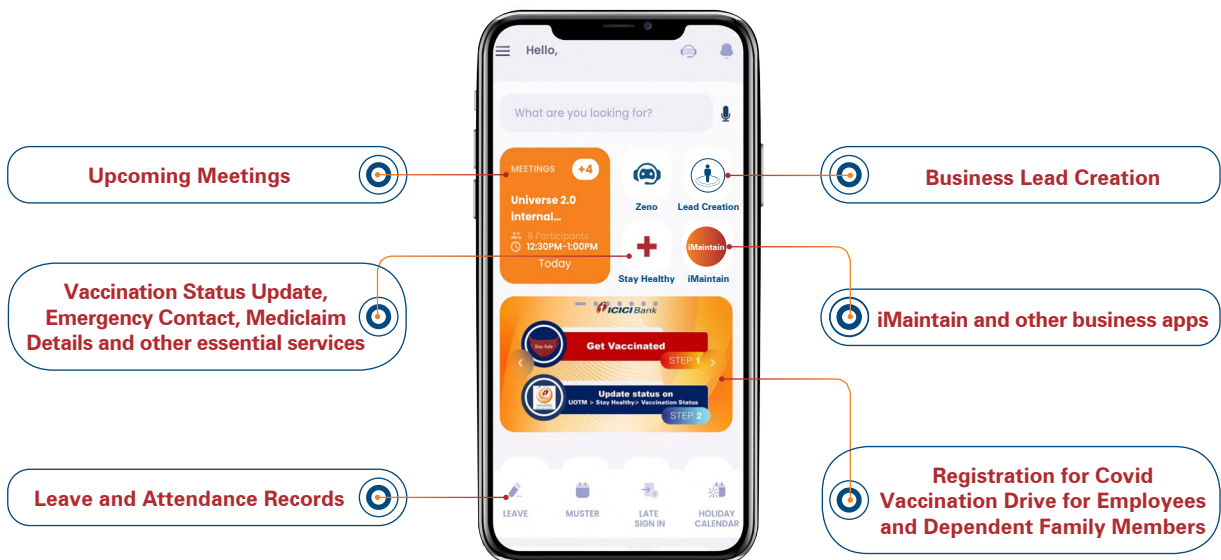 Hello,
What are you looking for?
MEETINGS +4
Universe 2.0
internal...
8 Participants
12:30PM-1:00PM
Today
Zeno
Lead Creation
Stay Healthy
iMaintain
iMaintain
ICICI Bank
Stay Safe
Get Vaccinated
STEP 1
Update status on
UOTM > Stay Healthy> Vaccination Status
STEP 2
LEAVE
MUSTER
LATE
SIGN IN
HOLIDAY
CALENDAR
Upcoming Meetings
Vaccination Status Update,
Emergency Contact, Mediclaim
Details and other essential services
Leave and Attendance Records
Business Lead Creation
iMaintain and other business apps
Registration for Covid
Vaccination Drive for Employees
and Dependent Family Members